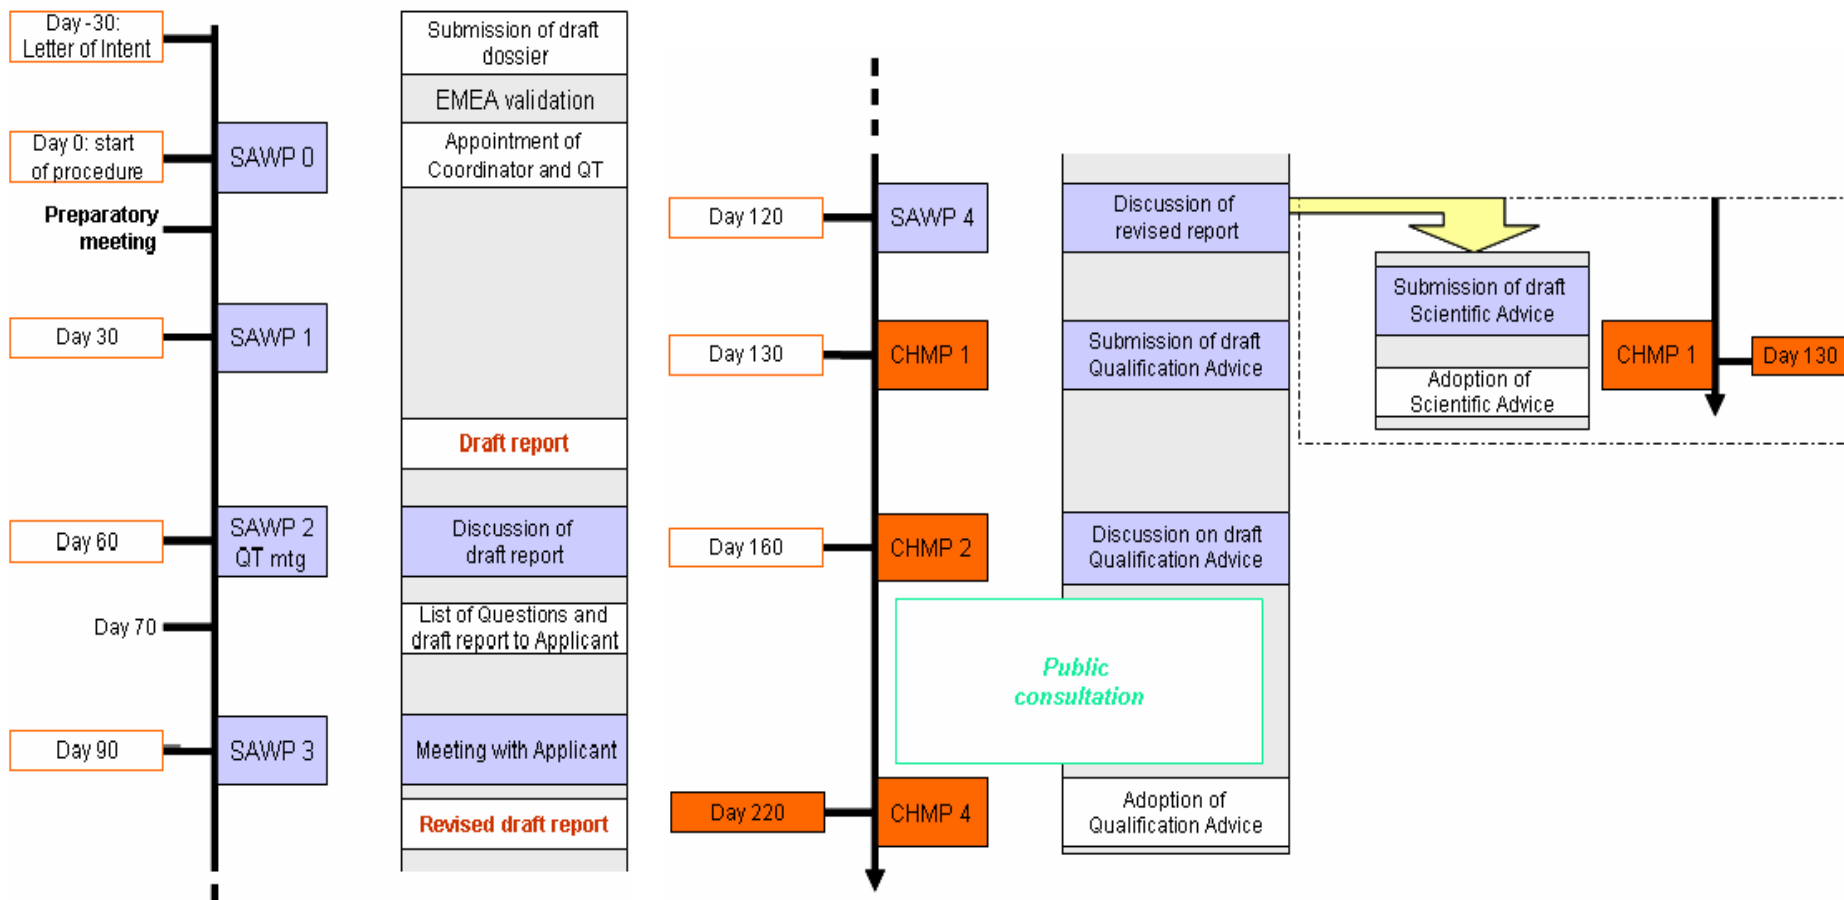 Day -30:
Letter of Intent
Submission of draft
dossier
EMEA validation
Day 0: start
of procedure
SAWP 0
Appointment of
Coordinator and QT
Preparatory
meeting
Day 30
SAWP 1
Draft report
Day 60
SAWP 2
QT mtg
Discussion of
draft report
Day 70
List of Questions and
draft report to Applicant
Day 90
SAWP 3
Meeting with Applicant
Revised draft report
Day 120
SAWP 4
Discussion of
revised report
Day 130
CHMP 1
Submission of draft
Qualification Advice
Day 160
CHMP 2
Discussion on draft
Qualification Advice
Public
consultation
Day 220
CHMP 4
Adoption of
Qualification Advice
Submission of draft
Scientific Advice
CHMP 1
Day 130
Adoption of
Scientific Advice